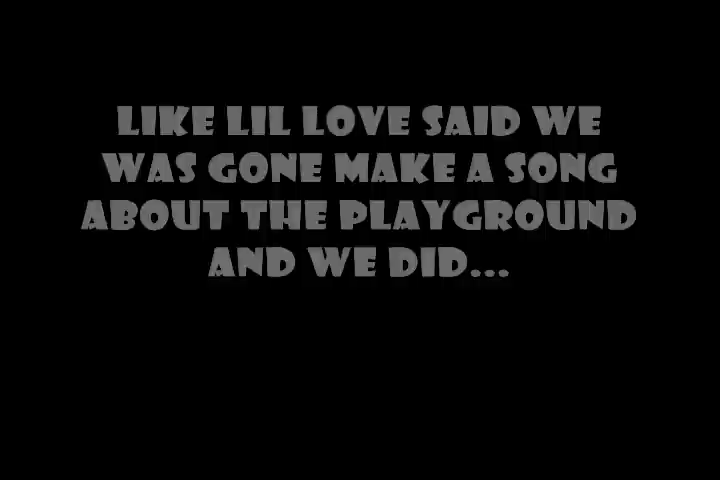 LIKE LIL LOVE SAID WE
WAS GONE MAKE A SONG
ABOUT THE PLAYGROUND
AND WE DID...